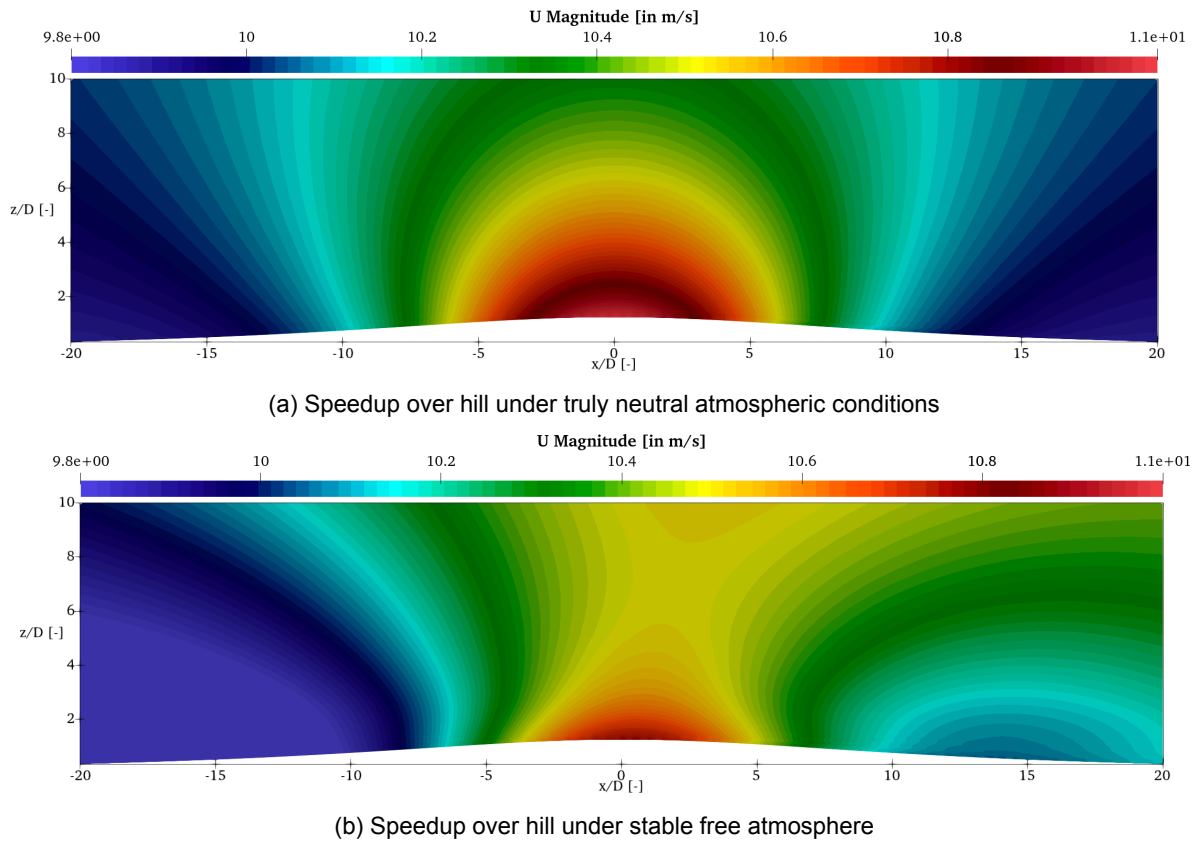 U Magnitude [in m/s]
9.8e+00 10 10.2 10.4 10.6 10.8 1.1e+01
10
8
6
z/D [-]
4
2
-20 -15 -10 -5 0 5 10 15 20
x/D [-]
(a) Speedup over hill under truly neutral atmospheric conditions
U Magnitude [in m/s]
9.8e+00 10 10.2 10.4 10.6 10.8 1.1e+01
10
8
6
z/D [-]
4
2
-20 -15 -10 -5 0 5 10 15 20
x/D [-]
(b) Speedup over hill under stable free atmosphere